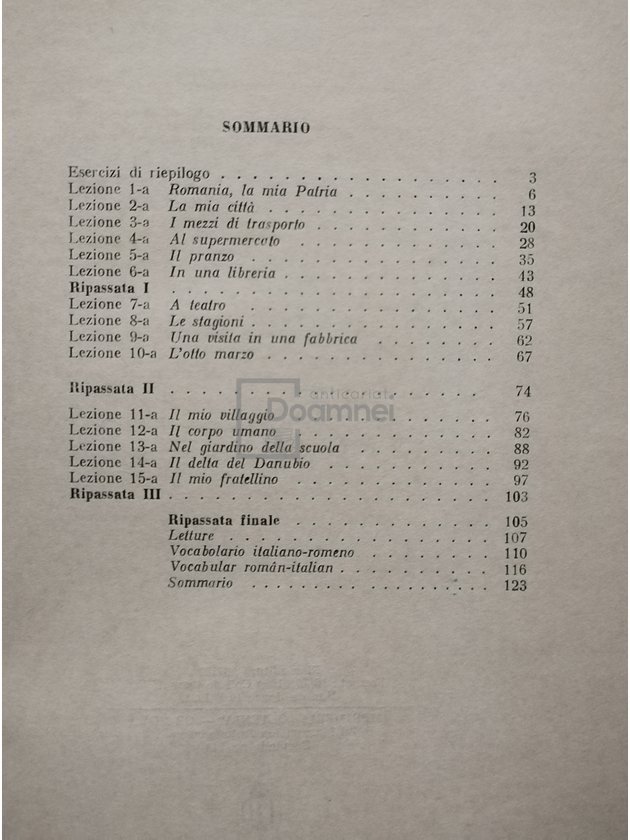 SOMMARIO
Esercizi di riepilogo . . . . . . . . . . . . . . . . . . 3
Lezione 1-a Romania, la mia Patria . . . . . . . . . . 6
Lezione 2-a La mia città . . . . . . . . . . . . . . . 13
Lezione 3-a I mezzi di trasporto . . . . . . . . . . . 20
Lezione 4-a Al supermercato . . . . . . . . . . . . . 28
Lezione 5-a Il pranzo . . . . . . . . . . . . . . . . 35
Lezione 6-a In una libreria . . . . . . . . . . . . . 43
Ripassata I . . . . . . . . . . . . . . . . . . . . 48
Lezione 7-a A teatro . . . . . . . . . . . . . . . . 51
Lezione 8-a Le stagioni . . . . . . . . . . . . . . . 57
Lezione 9-a Una visita in una fabbrica . . . . . . . . 62
Lezione 10-a L'otto marzo . . . . . . . . . . . . . . 67
Ripassata II . . . . . . . . . . . . . . . . . . . 74
anticariat
Doamnei
Lezione 11-a Il mio villaggio . . . . . . . . . . . . 76
Lezione 12-a Il corpo umano . . . . . . . . . . . . . 82
Lezione 13-a Nel giardino della scuola . . . . . . . . 88
Lezione 14-a Il delta del Danubio . . . . . . . . . . 92
Lezione 15-a Il mio fratellino . . . . . . . . . . . . 97
Ripassata III . . . . . . . . . . . . . . . . . . . 103
Ripassata finale . . . . . . . . . . . . 105
Letture . . . . . . . . . . . . . . . . 107
Vocabolario italiano-romeno . . . . . . . . 110
Vocabular român-italian . . . . . . . . . . 116
Sommario . . . . . . . . . . . . . . . 123